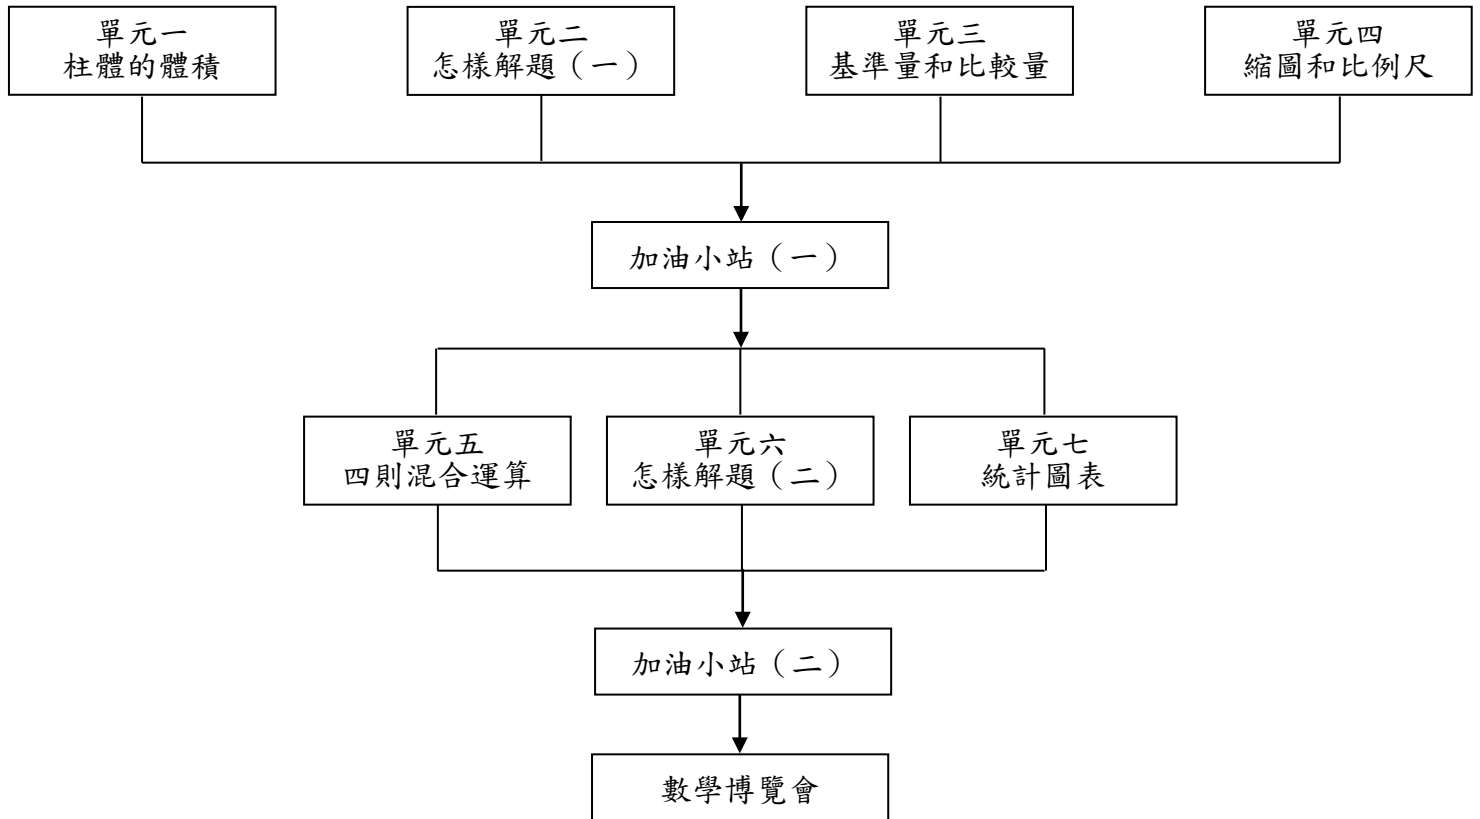 單元一
柱體的體積
單元二
怎樣解題（一）
單元三
基準量和比較量
單元四
縮圖和比例尺
加油小站（一）
單元五
四則混合運算
單元六
怎樣解題（二）
單元七
統計圖表
加油小站（二）
數學博覽會